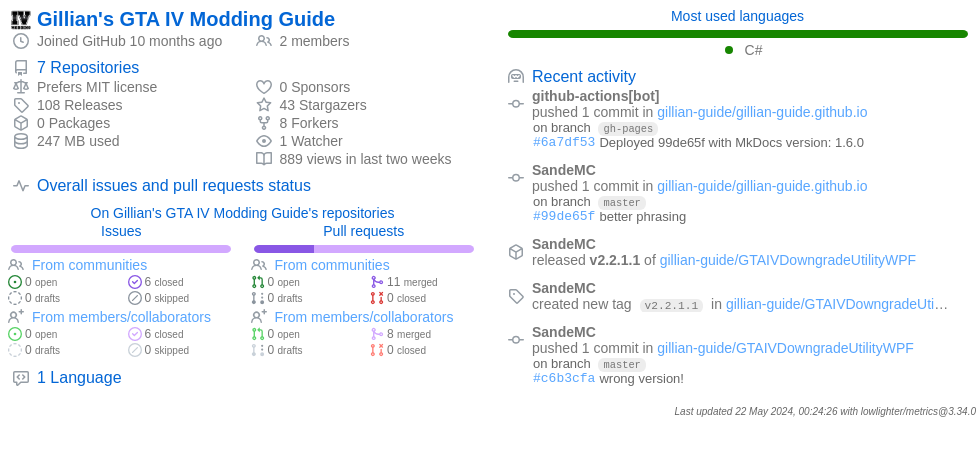 IV
Gillian's GTA IV Modding Guide
Joined GitHub 10 months ago
2 members
7 Repositories
Prefers MIT license
108 Releases
0 Packages
247 MB used
0 Sponsors
43 Stargazers
8 Forkers
1 Watcher
889 views in last two weeks
Overall issues and pull requests status
On Gillian's GTA IV Modding Guide's repositories
Issues
From communities
0 open
6 closed
0 drafts
0 skipped
From members/collaborators
0 open
6 closed
0 drafts
0 skipped
Pull requests
From communities
0 open
11 merged
0 drafts
0 closed
From members/collaborators
0 open
8 merged
0 drafts
0 closed
1 Language
Most used languages
C#
Recent activity
github-actions[bot]
pushed 1 commit in gillian-guide/gillian-guide.github.io
on branch gh-pages
#6a7df53 Deployed 99de65f with MkDocs version: 1.6.0
SandeMC
pushed 1 commit in gillian-guide/gillian-guide.github.io
on branch master
#99de65f better phrasing
SandeMC
released v2.2.1.1 of gillian-guide/GTAIVDowngradeUtilityWPF
SandeMC
created new tag v2.2.1.1 in gillian-guide/GTAIVDowngradeUti…
SandeMC
pushed 1 commit in gillian-guide/GTAIVDowngradeUtilityWPF
on branch master
#c6b3cfa wrong version!
Last updated 22 May 2024, 00:24:26 with lowlighter/metrics@3.34.0